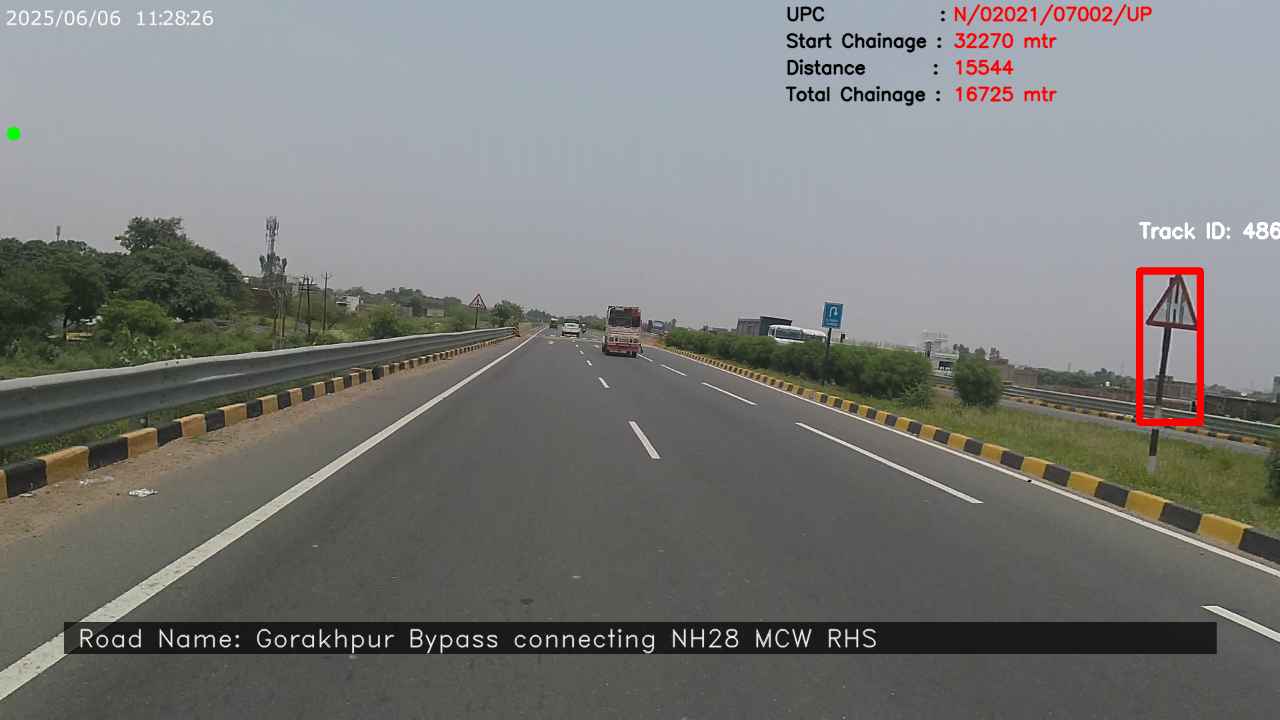 2025/06/06 11:28:26
UPC : N/02021/07002/UP
Start Chainage : 32270 mtr
Distance : 15544
Total Chainage : 16725 mtr
Track ID: 486
Road Name: Gorakhpur Bypass connecting NH28 MCW RHS